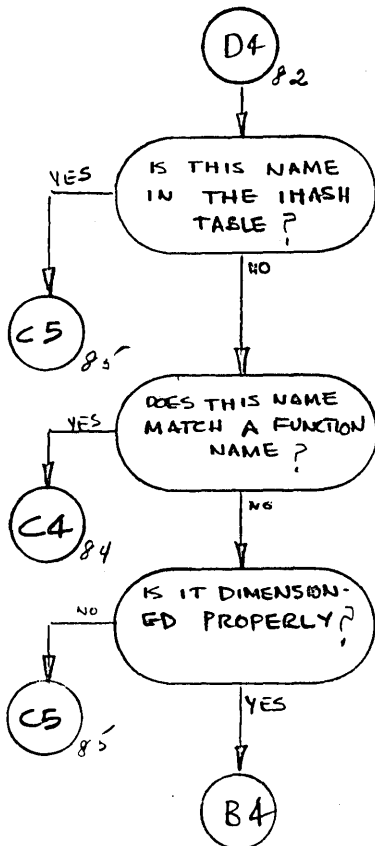 D4
82
IS THIS NAME
IN THE IHASH
TABLE?
YES
NO
C5
85
DOES THIS NAME
MATCH A FUNCTION
NAME?
YES
NO
C4
84
IS IT DIMENSION-
ED PROPERLY?
NO
YES
C5
85
B4